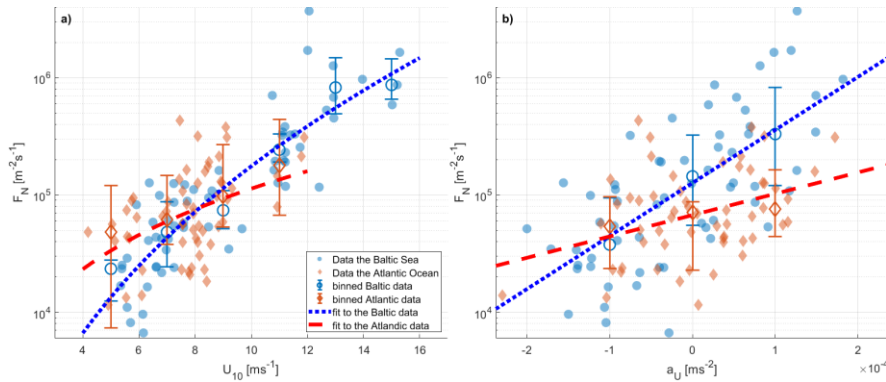 a)
F_N [m⁻²s⁻¹]
10⁶
10⁵
10⁴
4 6 8 10 12 14 16
U₁₀ [ms⁻¹]
Data the Baltic Sea
Data the Atlantic Ocean
binned Baltic data
binned Atlantic data
fit to the Baltic data
fit to the Atlandic data
b)
F_N [m⁻²s⁻¹]
10⁶
10⁵
10⁴
-2 -1 0 1 2
a_U [ms⁻²]
×10⁻⁴